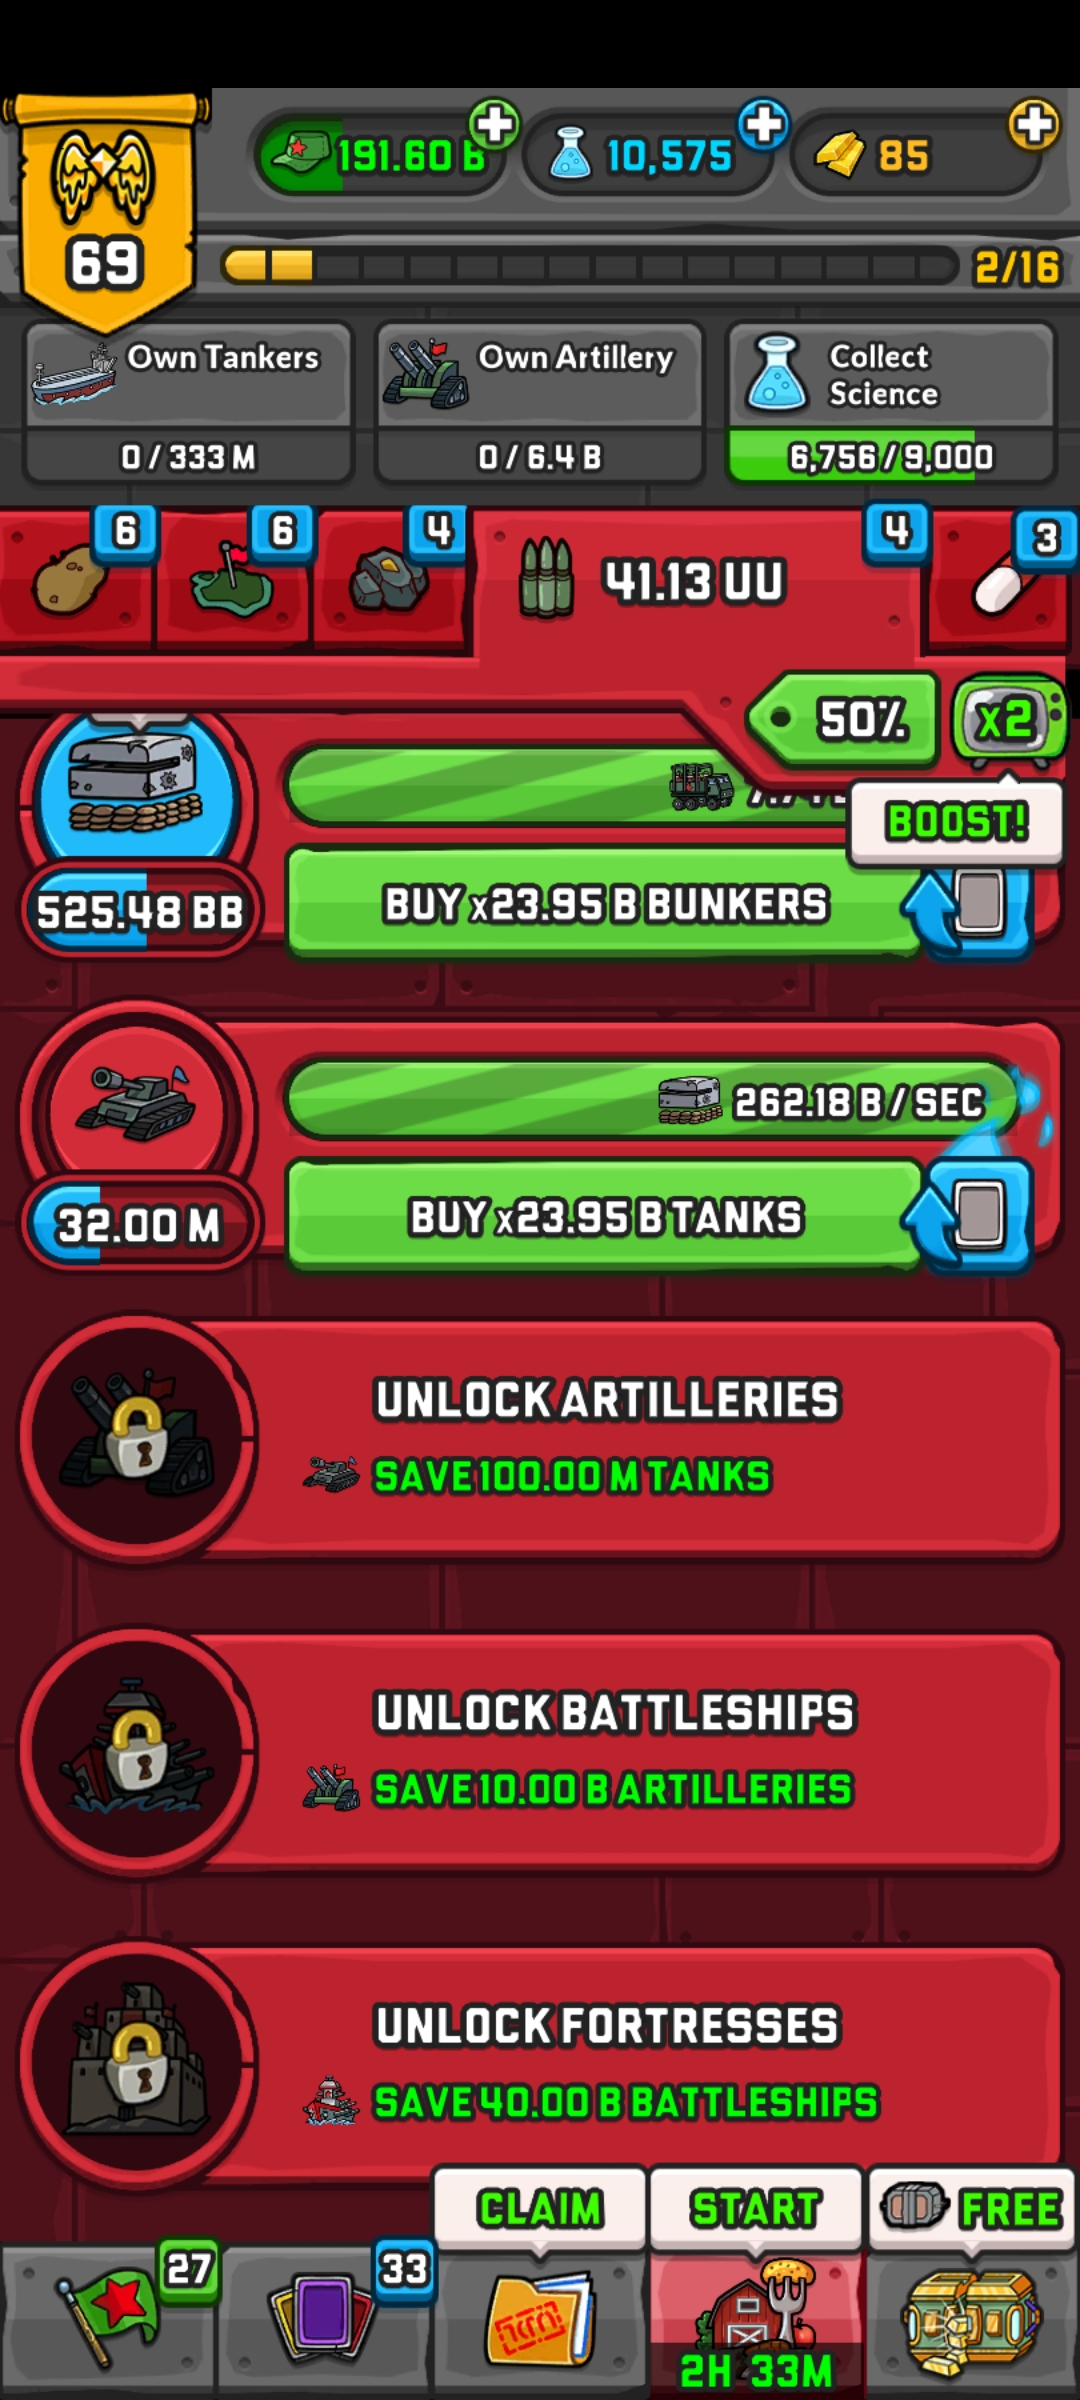 191.60 B
10,575
85
69
2/16
Own Tankers
0 / 333 M
Own Artillery
0 / 6.4 B
Collect
Science
6,756 / 9,000
6
6
4
41.13 UU
4
3
50%
x2
BOOST!
525.48 BB
BUY x23.95 B BUNKERS
262.18 B / SEC
32.00 M
BUY x23.95 B TANKS
UNLOCK ARTILLERIES
SAVE 100.00 M TANKS
UNLOCK BATTLESHIPS
SAVE 10.00 B ARTILLERIES
UNLOCK FORTRESSES
SAVE 40.00 B BATTLESHIPS
CLAIM
START
FREE
27
33
2H 33M